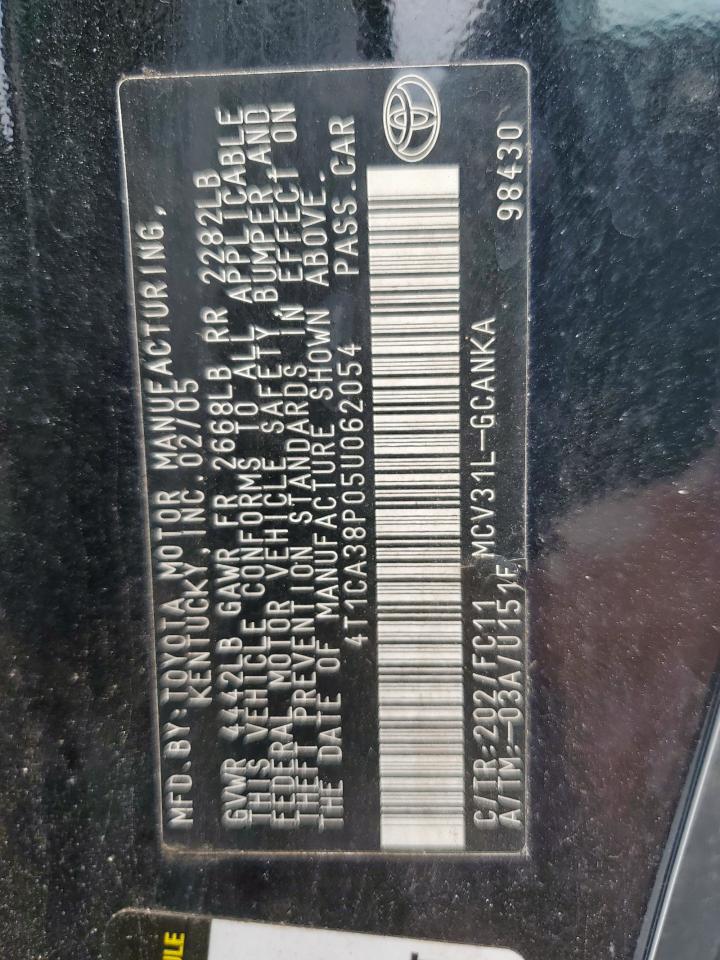 MFD.BY:TOYOTA MOTOR MANUFACTURING,
KENTUCKY, INC. 02/05
GVWR 4442LB GAWR FR 2668LB RR 2282LB
THIS VEHICLE CONFORMS TO ALL APPLICABLE
FEDERAL MOTOR VEHICLE SAFETY, BUMPER AND
THEFT PREVENTION STANDARDS IN EFFECT ON
THE DATE OF MANUFACTURE SHOWN ABOVE.
4T1CA38P05U062054 PASS.CAR
C/TR:202/FC11 MCV31L-GCANKA
A/TM:-03A/U151F 98430
ULE